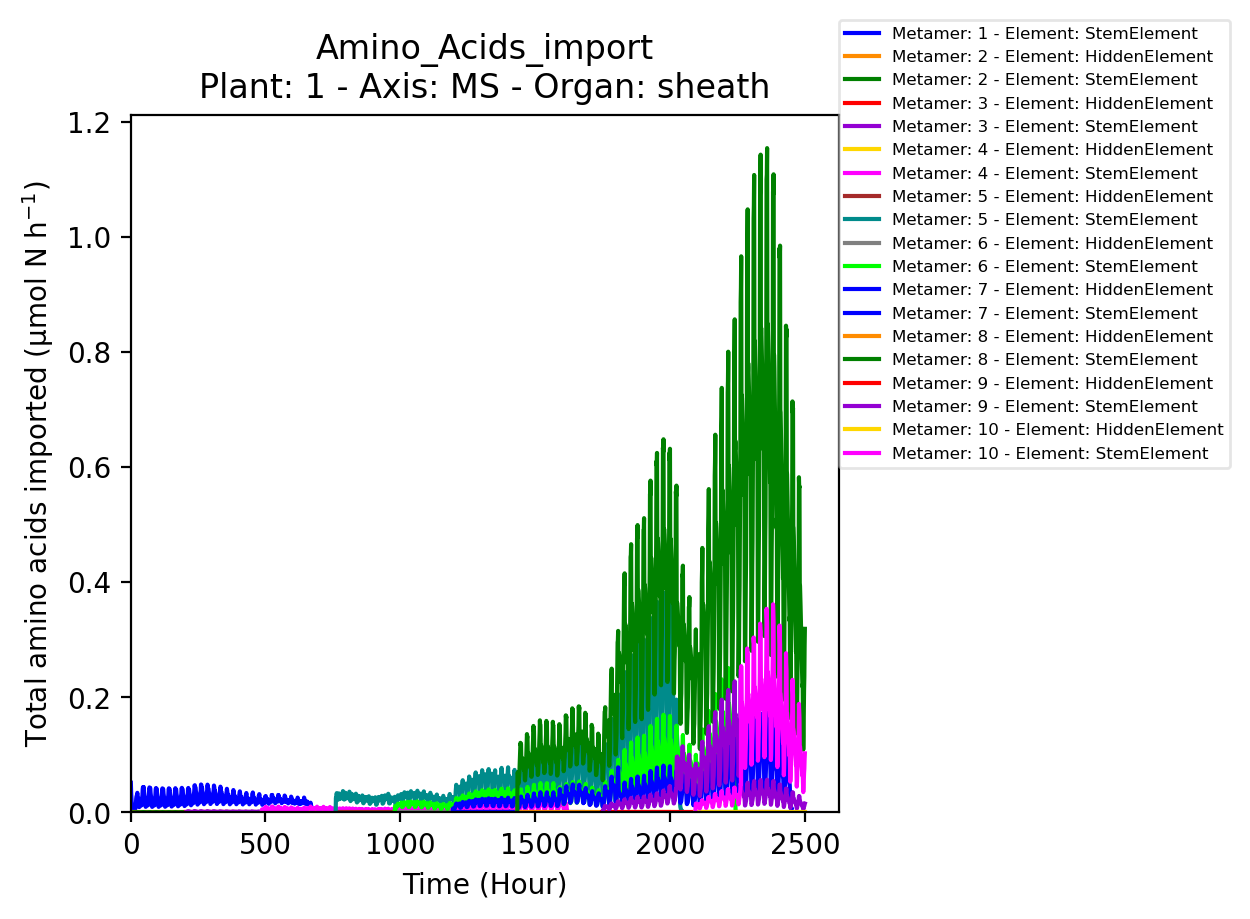 Amino_Acids_import
Plant: 1 - Axis: MS - Organ: sheath
Metamer: 1 - Element: StemElement
Metamer: 2 - Element: HiddenElement
Metamer: 2 - Element: StemElement
Metamer: 3 - Element: HiddenElement
Metamer: 3 - Element: StemElement
Metamer: 4 - Element: HiddenElement
Metamer: 4 - Element: StemElement
Metamer: 5 - Element: HiddenElement
Metamer: 5 - Element: StemElement
Metamer: 6 - Element: HiddenElement
Metamer: 6 - Element: StemElement
Metamer: 7 - Element: HiddenElement
Metamer: 7 - Element: StemElement
Metamer: 8 - Element: HiddenElement
Metamer: 8 - Element: StemElement
Metamer: 9 - Element: HiddenElement
Metamer: 9 - Element: StemElement
Metamer: 10 - Element: HiddenElement
Metamer: 10 - Element: StemElement
Total amino acids imported (µmol N h⁻¹)
1.2
1.0
0.8
0.6
0.4
0.2
0.0
0 500 1000 1500 2000 2500
Time (Hour)